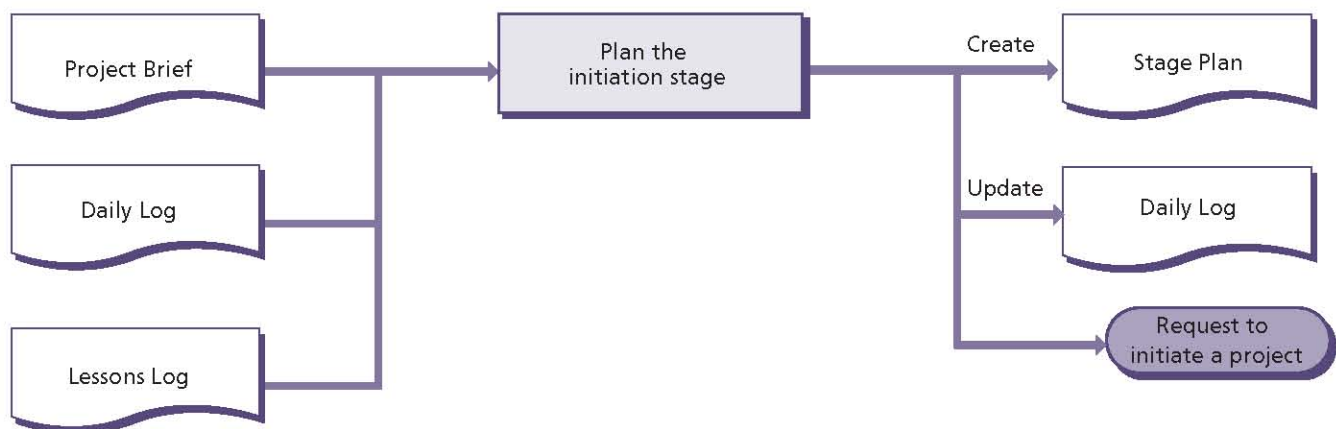 Project Brief
Daily Log
Lessons Log
Plan the
initiation stage
Create
Stage Plan
Update
Daily Log
Request to
initiate a project